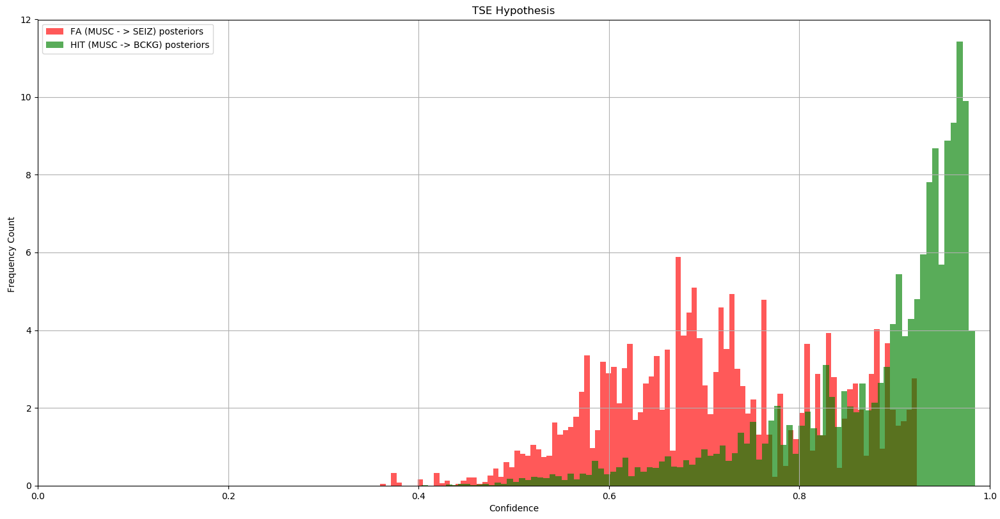 TSE Hypothesis
FA (MUSC - > SEIZ) posteriors
HIT (MUSC -> BCKG) posteriors
12
10
8
6
4
2
0
Frequency Count
0.0 0.2 0.4 0.6 0.8 1.0
Confidence